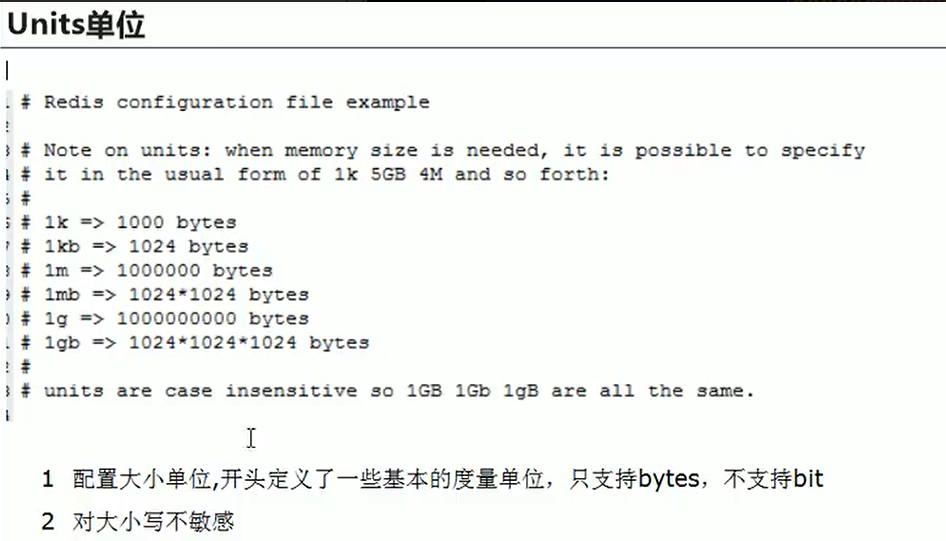 Units单位
# Redis configuration file example
# Note on units: when memory size is needed, it is possible to specify
# it in the usual form of 1k 5GB 4M and so forth:
#
# 1k => 1000 bytes
# 1kb => 1024 bytes
# 1m => 1000000 bytes
# 1mb => 1024*1024 bytes
# 1g => 1000000000 bytes
# 1gb => 1024*1024*1024 bytes
#
# units are case insensitive so 1GB 1Gb 1gB are all the same.
1 配置大小单位,开头定义了一些基本的度量单位，只支持bytes，不支持bit
2 对大小写不敏感